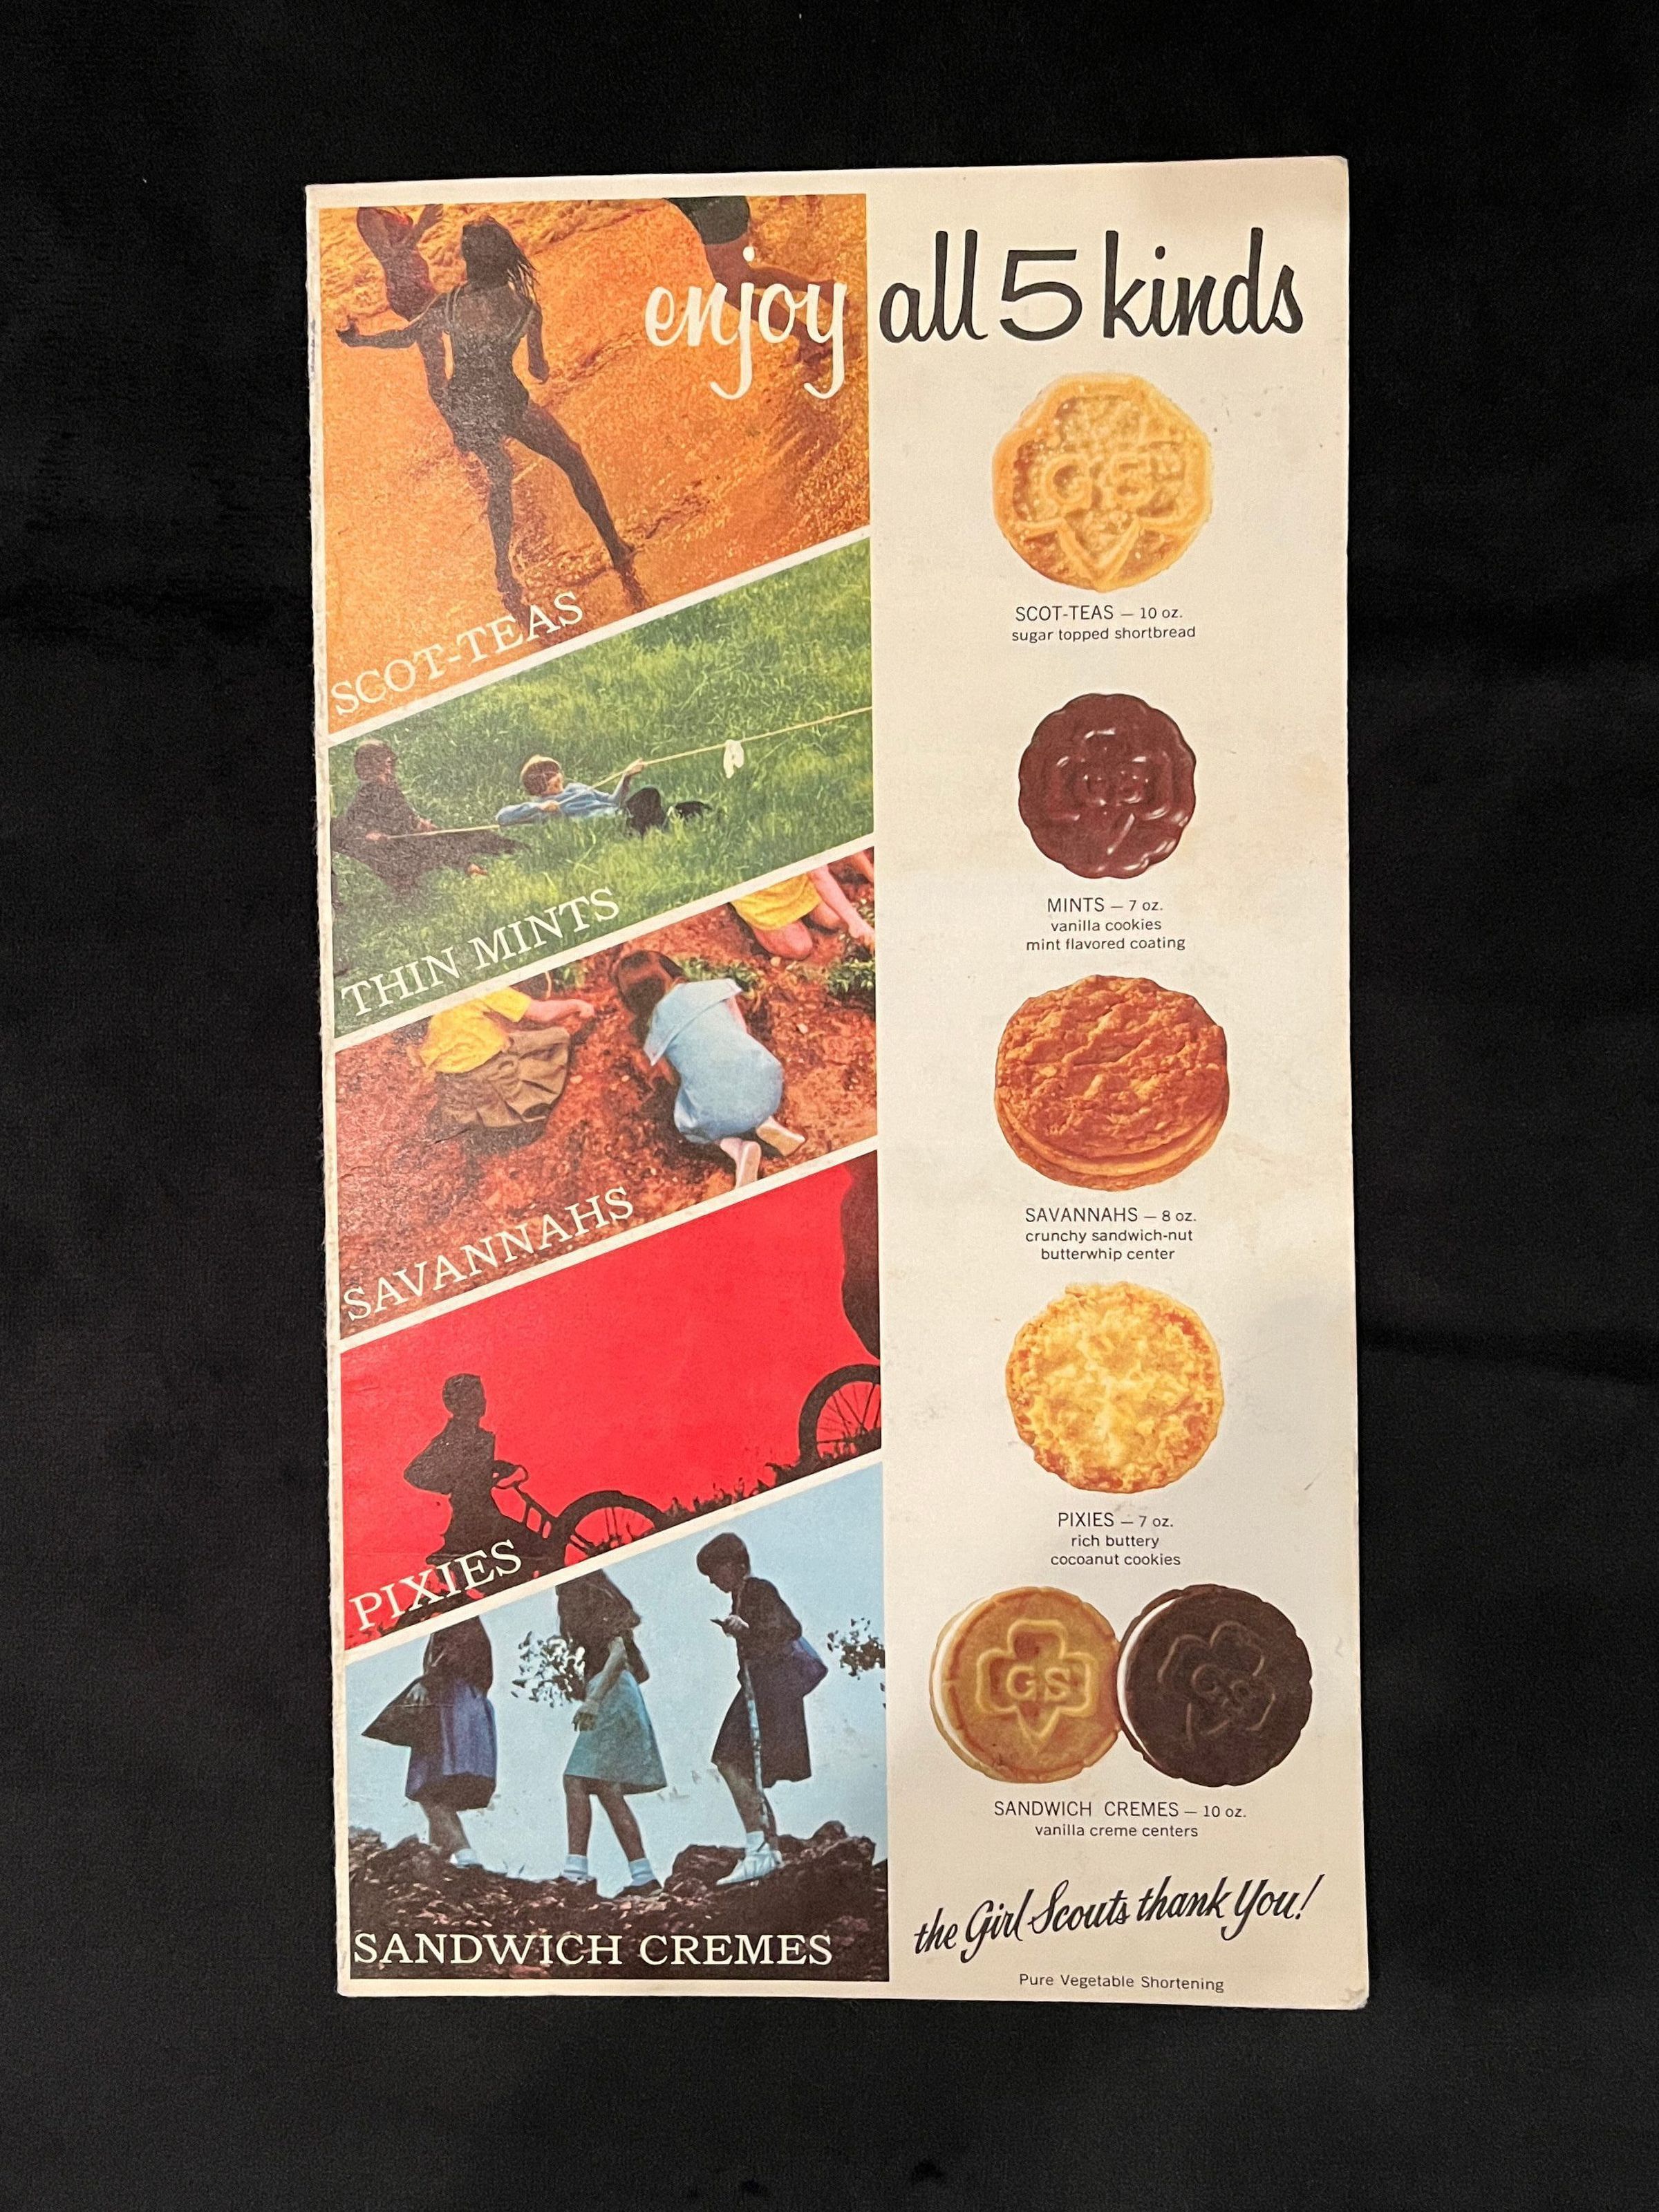 enjoy all 5 kinds
SCOT-TEAS
GS
SCOT-TEAS — 10 oz.
sugar topped shortbread
THIN MINTS
GS
MINTS — 7 oz.
vanilla cookies
mint flavored coating
SAVANNAHS
SAVANNAHS — 8 oz.
crunchy sandwich-nut
butterwhip center
PIXIES
PIXIES — 7 oz.
rich buttery
cocoanut cookies
GS
GS
SANDWICH CREMES — 10 oz.
vanilla creme centers
SANDWICH CREMES
the Girl Scouts thank You!
Pure Vegetable Shortening